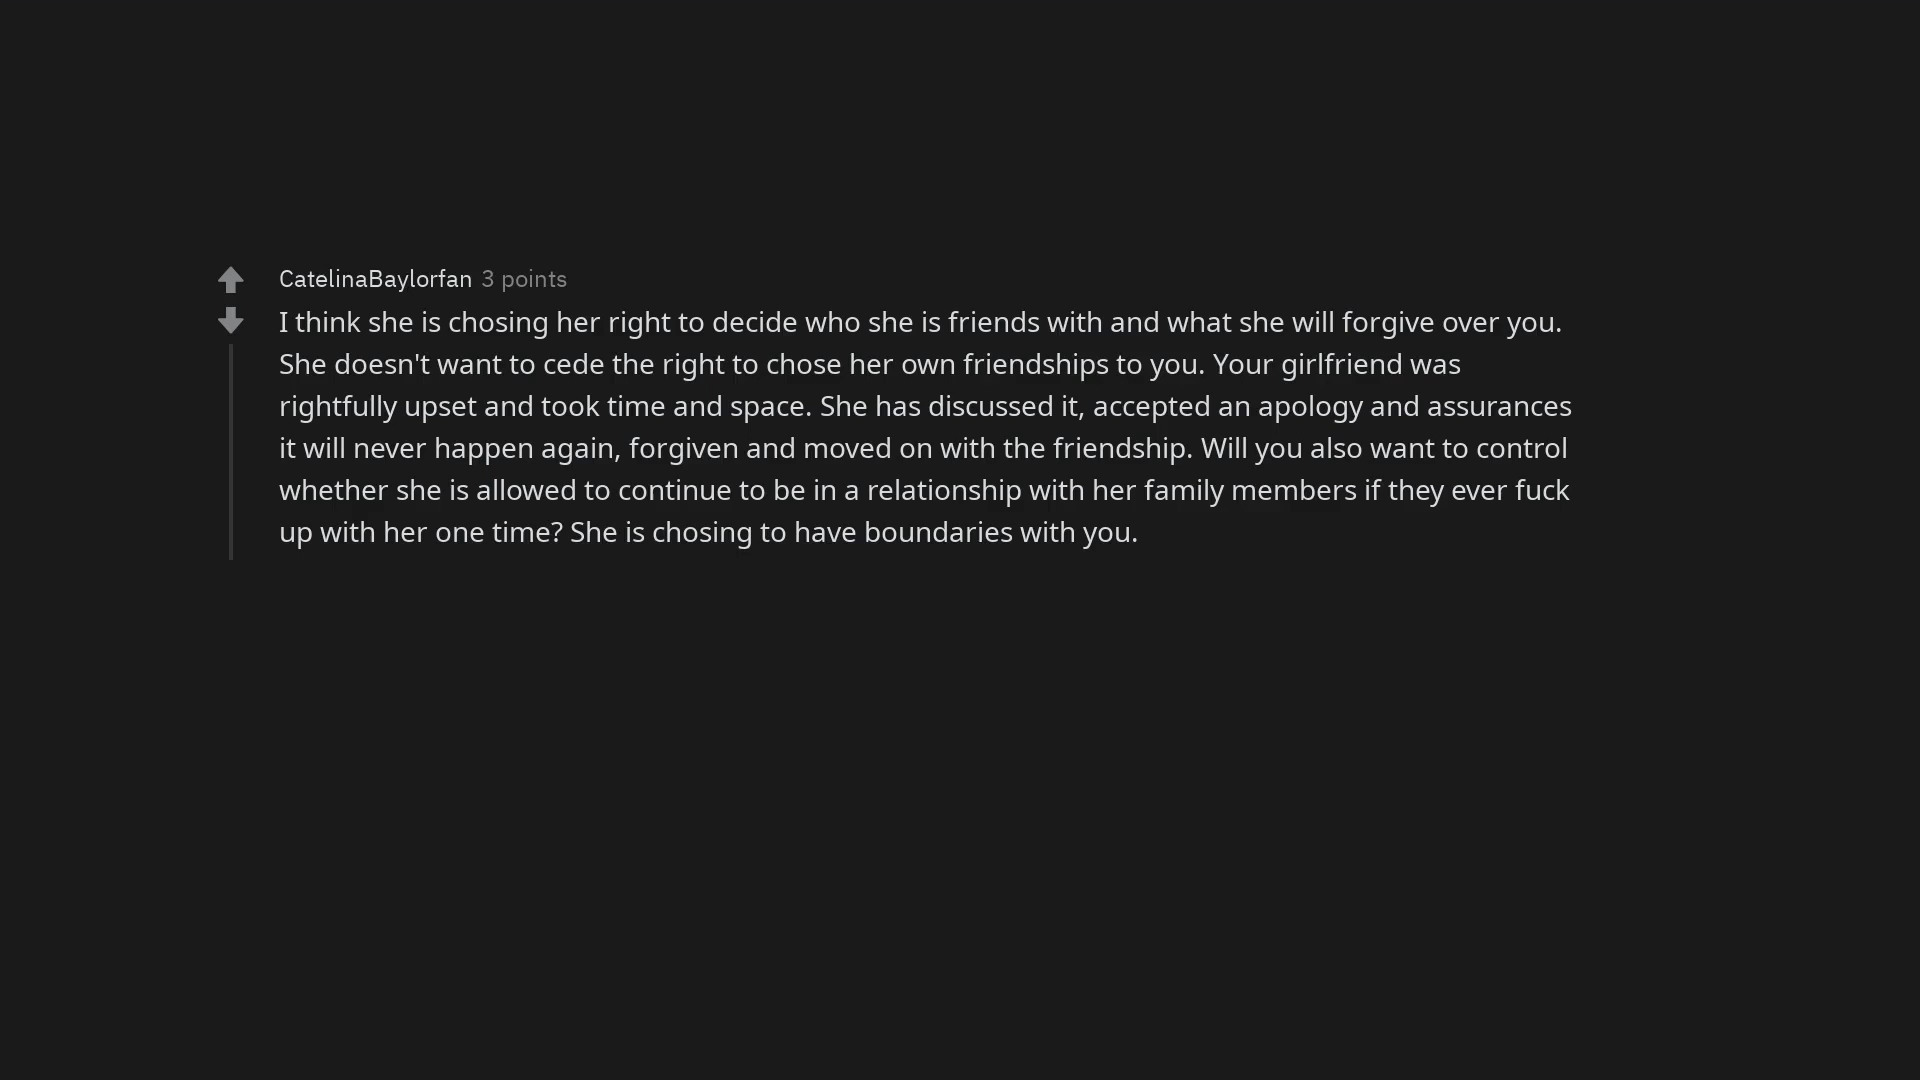 CatelinaBaylorfan 3 points
I think she is chosing her right to decide who she is friends with and what she will forgive over you.
She doesn't want to cede the right to chose her own friendships to you. Your girlfriend was
rightfully upset and took time and space. She has discussed it, accepted an apology and assurances
it will never happen again, forgiven and moved on with the friendship. Will you also want to control
whether she is allowed to continue to be in a relationship with her family members if they ever fuck
up with her one time? She is chosing to have boundaries with you.